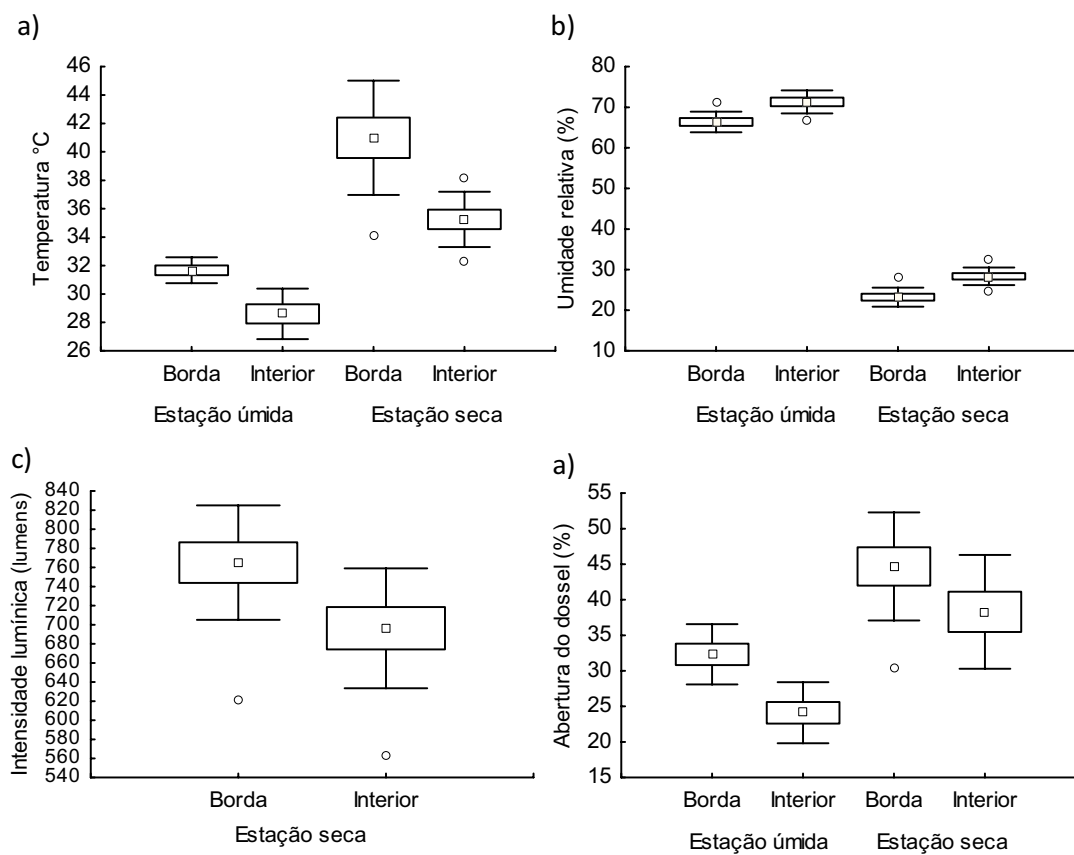 a)
Temperatura °C
46
44
42
40
38
36
34
32
30
28
26
Borda Interior Borda Interior
Estação úmida Estação seca
b)
Umidade relativa (%)
80
70
60
50
40
30
20
10
Borda Interior Borda Interior
Estação úmida Estação seca
c)
Intensidade lumínica (lumens)
840
820
800
780
760
740
720
700
680
660
640
620
600
580
560
540
Borda Interior
Estação seca
a)
Abertura do dossel (%)
55
50
45
40
35
30
25
20
15
Borda Interior Borda Interior
Estação úmida Estação seca